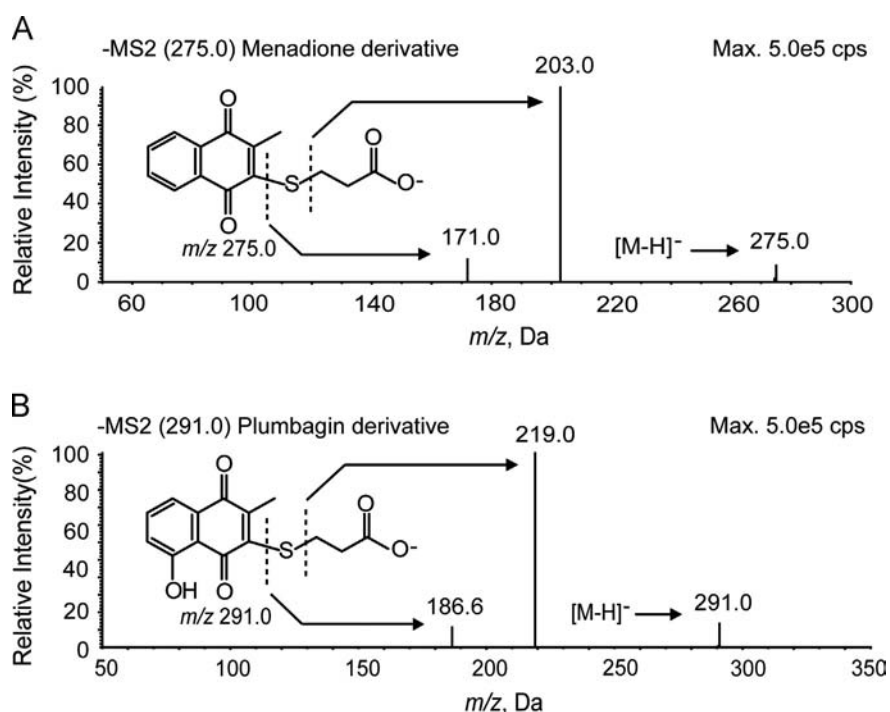 A
-MS2 (275.0) Menadione derivative
Max. 5.0e5 cps
203.0
Relative Intensity (%)
100
80
60
40
20
0
O
S
O
O-
O
m/z 275.0
171.0
[M-H]-
275.0
60
100
140
180
220
260
300
m/z, Da
B
-MS2 (291.0) Plumbagin derivative
Max. 5.0e5 cps
219.0
Relative Intensity(%)
100
80
60
40
20
0
O
S
O
O-
OH
O
m/z 291.0
186.6
[M-H]-
291.0
50
100
150
200
250
300
350
m/z, Da